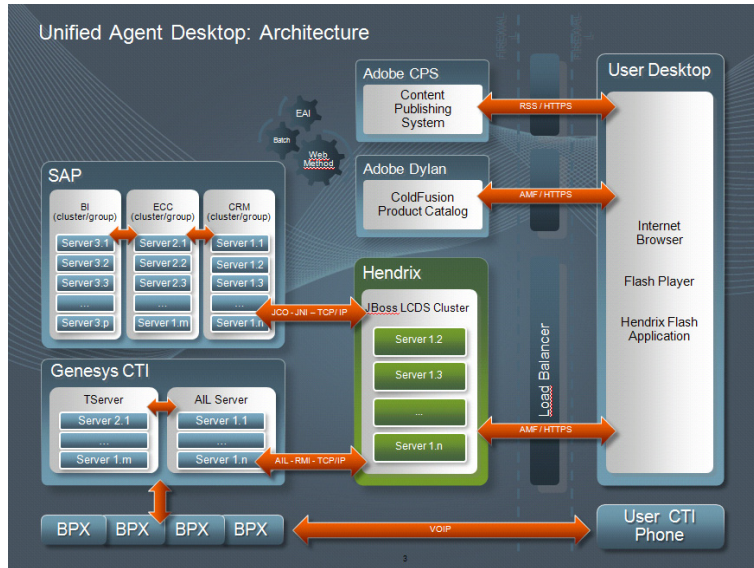 Unified Agent Desktop: Architecture
FIREWALL
FIREWALL
Adobe CPS
Content
Publishing
System
RSS / HTTPS
User Desktop
EAI
Batch
Web
Method
Adobe Dylan
ColdFusion
Product Catalog
AMF / HTTPS
SAP
BI
(cluster/group)
Server 3.1
Server 3.2
Server 3.3
...
Server 3.p
ECC
(cluster/group)
Server 2.1
Server 2.2
Server 2.3
...
Server 1.m
CRM
(cluster/group)
Server 1.1
Server 1.2
Server 1.3
...
Server 1.n
JCO - JNI – TCP/ IP
Hendrix
JBoss LCDS Cluster
Server 1.2
Server 1.3
...
Server 1.n
Load Balancer
Internet
Browser
Flash Player
Hendrix Flash
Application
Genesys CTI
TServer
Server 2.1
...
Server 1.m
AIL Server
Server 1.1
...
Server 1.n
AIL - RMI - TCP/IP
AMF / HTTPS
BPX
BPX
BPX
BPX
VOIP
User CTI
Phone
3